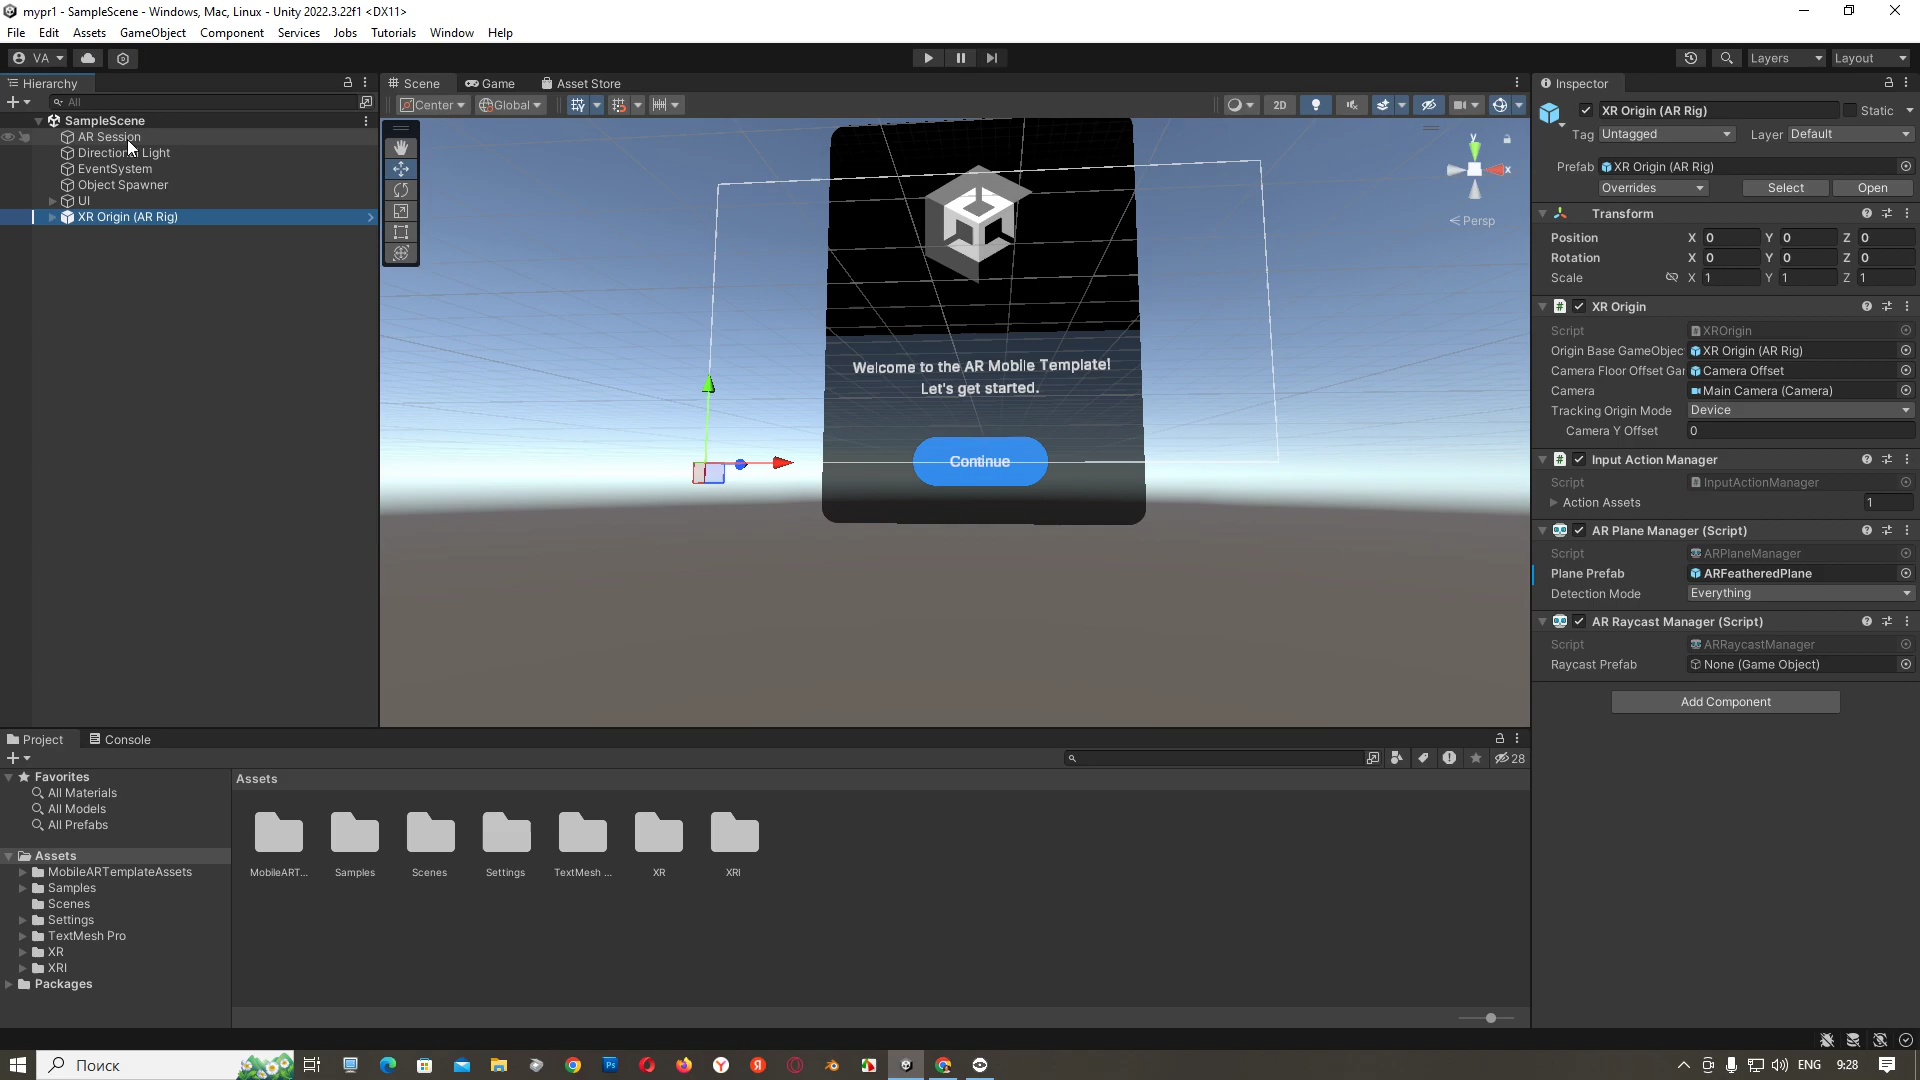 mypr1 - SampleScene - Windows, Mac, Linux - Unity 2022.3.22f1 <DX11>
File Edit Assets GameObject Component Services Jobs Tutorials Window Help
VA
Layers Layout
Hierarchy
All
SampleScene
AR Session
Direction Light
EventSystem
Object Spawner
UI
XR Origin (AR Rig)
Scene Game Asset Store
Center Global
2D
y
x
Persp
Welcome to the AR Mobile Template!
Let's get started.
Continue
Inspector
XR Origin (AR Rig) Static
Tag Untagged Layer Default
Prefab XR Origin (AR Rig)
Overrides Select Open
Transform
Position X 0 Y 0 Z 0
Rotation X 0 Y 0 Z 0
Scale X 1 Y 1 Z 1
XR Origin
Script XROrigin
Origin Base GameObjec XR Origin (AR Rig)
Camera Floor Offset Gar Camera Offset
Camera Main Camera (Camera)
Tracking Origin Mode Device
Camera Y Offset 0
Input Action Manager
Script InputActionManager
Action Assets 1
AR Plane Manager (Script)
Script ARPlaneManager
Plane Prefab ARFeatheredPlane
Detection Mode Everything
AR Raycast Manager (Script)
Script ARRaycastManager
Raycast Prefab None (Game Object)
Add Component
Project Console
28
Favorites
All Materials
All Models
All Prefabs
Assets
MobileARTemplateAssets
Samples
Scenes
Settings
TextMesh Pro
XR
XRI
Packages
Assets
MobileART... Samples Scenes Settings TextMesh ... XR XRI
Поиск
ENG 9:28